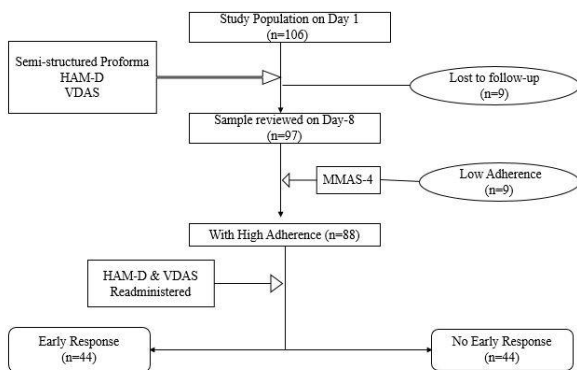 Study Population on Day 1
(n=106)
Semi-structured Proforma
HAM-D
VDAS
Lost to follow-up
(n=9)
Sample reviewed on Day-8
(n=97)
MMAS-4
Low Adherence
(n=9)
With High Adherence (n=88)
HAM-D & VDAS
Readministered
Early Response
(n=44)
No Early Response
(n=44)